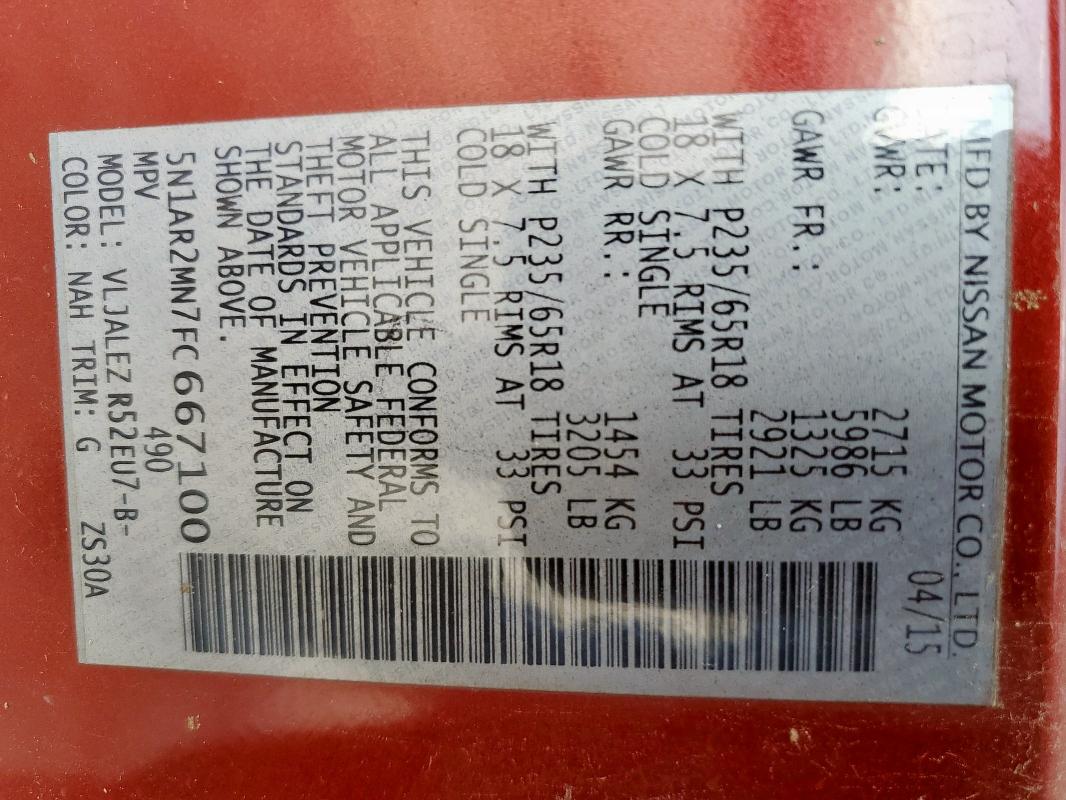 MFD BY NISSAN MOTOR CO., LTD.
DATE: 04/15
GVWR: 2715 KG
5986 LB
GAWR FR.: 1325 KG
2921 LB
WITH P235/65R18 TIRES
18 X 7.5 RIMS AT 33 PSI
COLD SINGLE
GAWR RR.: 1454 KG
3205 LB
WITH P235/65R18 TIRES
18 X 7.5 RIMS AT 33 PSI
COLD SINGLE
THIS VEHICLE CONFORMS TO
ALL APPLICABLE FEDERAL
MOTOR VEHICLE SAFETY AND
THEFT PREVENTION
STANDARDS IN EFFECT ON
THE DATE OF MANUFACTURE
SHOWN ABOVE.
5N1AR2MN7FC667100
MPV 490
MODEL: VLJALEZ R52EU7-B-
COLOR: NAH TRIM: G ZS30A